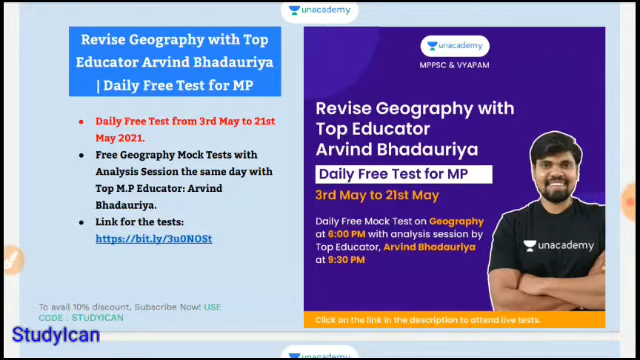 unacademy
Revise Geography with Top
Educator Arvind Bhadauriya
| Daily Free Test for MP
● Daily Free Test from 3rd May to 21st
May 2021.
● Free Geography Mock Tests with
Analysis Session the same day with
Top M.P Educator: Arvind
Bhadauriya.
● Link for the tests:
https://bit.ly/3u0NOSt
To avail 10% discount, Subscribe Now! USE
CODE : STUDYICAN
StudyIcan
unacademy
MPPSC & VYAPAM
Revise Geography with
Top Educator
Arvind Bhadauriya
Daily Free Test for MP
3rd May to 21st May
Daily Free Mock Test on Geography
at 6:00 PM with analysis session by
Top Educator, Arvind Bhadauriya
at 9:30 PM
unacademy
Click on the link in the description to attend live tests.
unacademy